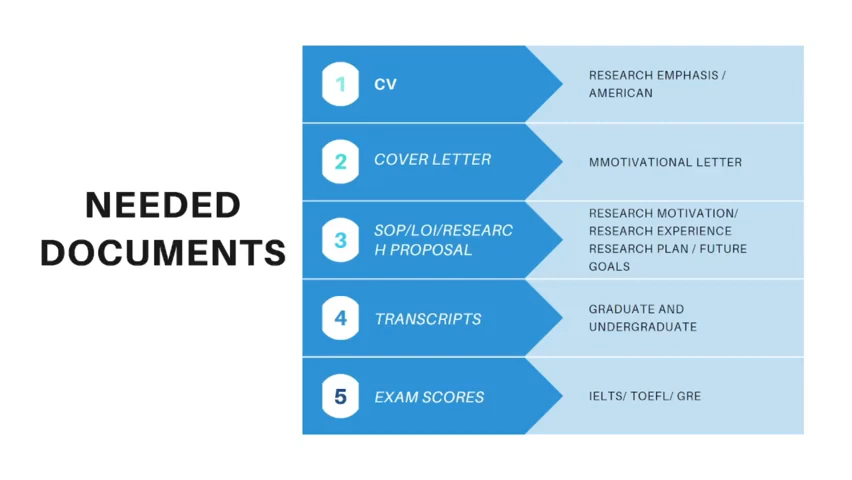 NEEDED
DOCUMENTS
1
CV
RESEARCH EMPHASIS /
AMERICAN
2
COVER LETTER
MMOTIVATIONAL LETTER
3
SOP/LOI/RESEARC
H PROPOSAL
RESEARCH MOTIVATION/
RESEARCH EXPERIENCE
RESEARCH PLAN / FUTURE
GOALS
4
TRANSCRIPTS
GRADUATE AND
UNDERGRADUATE
5
EXAM SCORES
IELTS/ TOEFL/ GRE